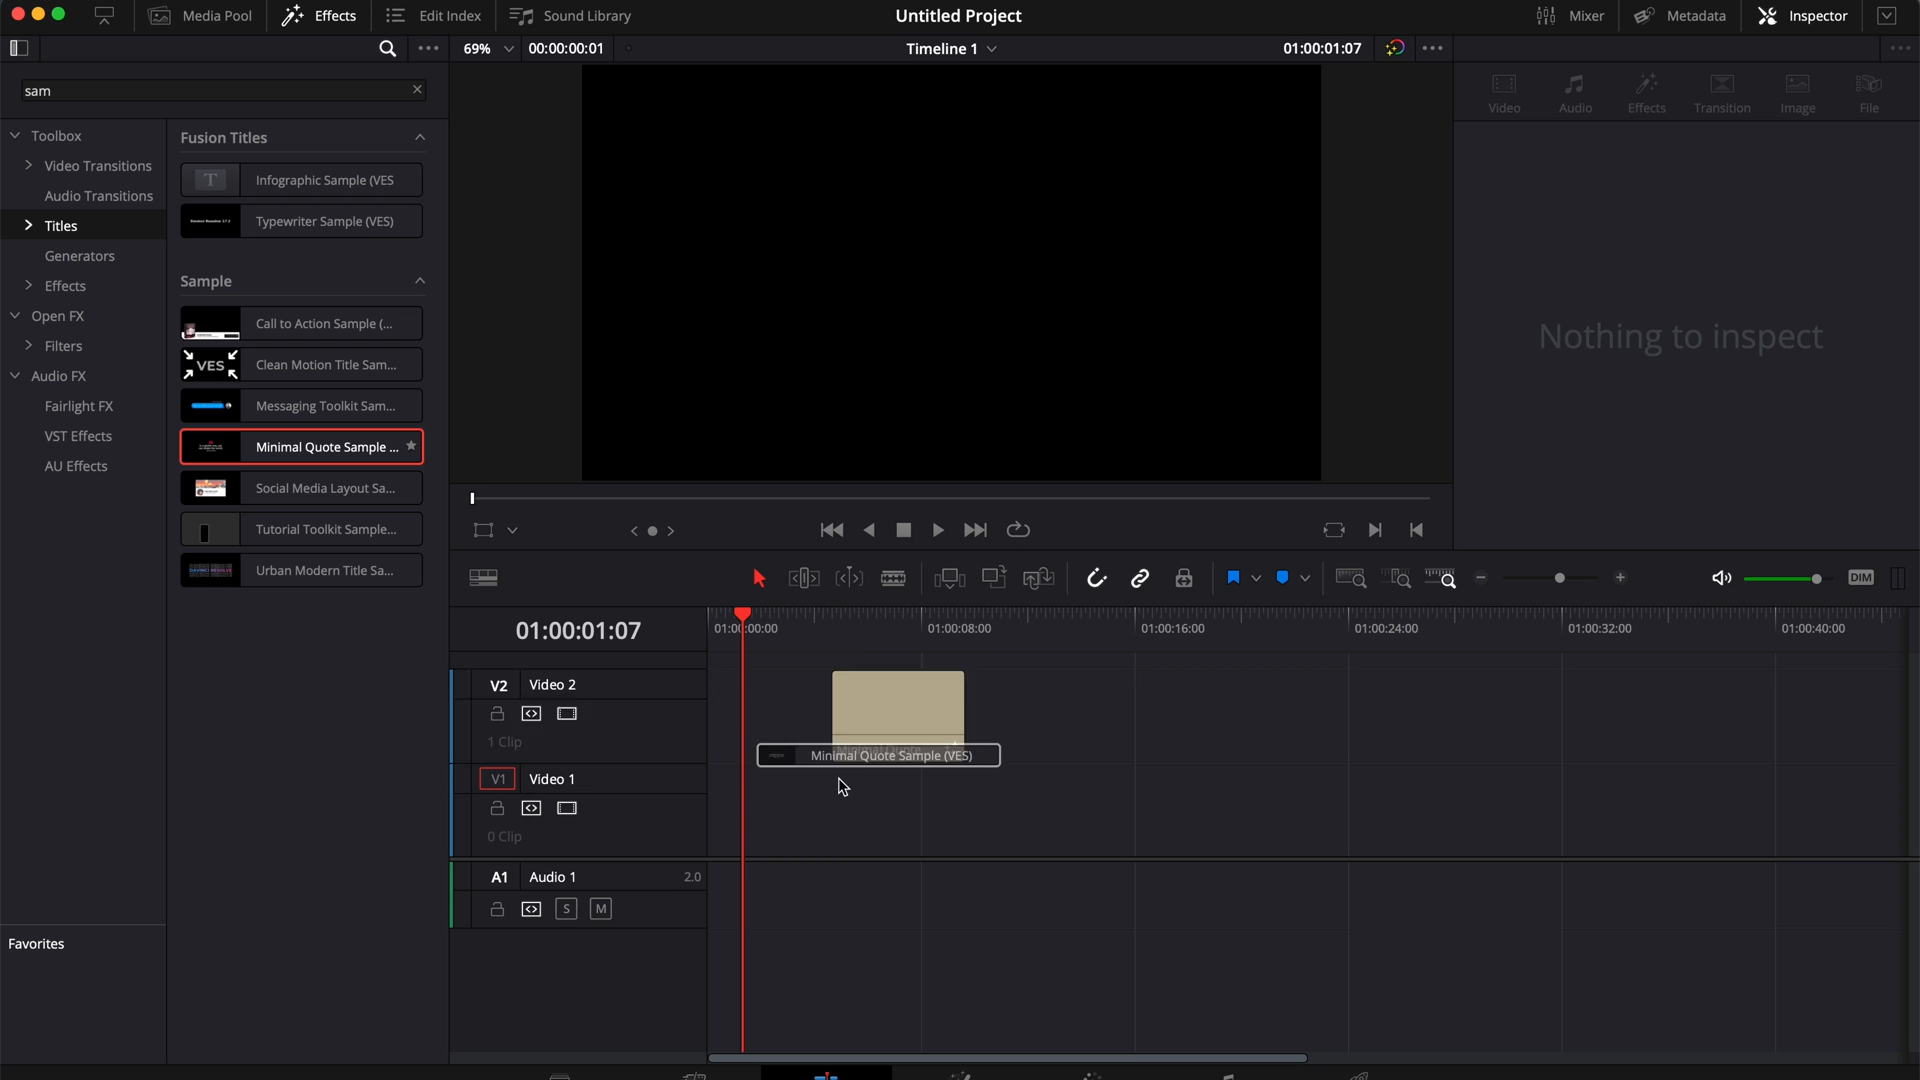 Media Pool Effects Edit Index Sound Library Untitled Project Mixer Metadata Inspector
69% 00:00:00:01 Timeline 1 01:00:01:07
sam
Toolbox
Video Transitions
Audio Transitions
Titles
Generators
Effects
Open FX
Filters
Audio FX
Fairlight FX
VST Effects
AU Effects
Favorites
Fusion Titles
T Infographic Sample (VES
Typewriter Sample (VES)
Sample
Call to Action Sample (...
VES Clean Motion Title Sam...
Messaging Toolkit Sam...
Minimal Quote Sample ...
Social Media Layout Sa...
Tutorial Toolkit Sample...
Urban Modern Title Sa...
Video Audio Effects Transition Image File
Nothing to inspect
DIM
01:00:01:07
01:00:00:00 01:00:08:00 01:00:16:00 01:00:24:00 01:00:32:00 01:00:40:00
V2 Video 2
1 Clip
Minimal Quote Sample (VES)
V1 Video 1
0 Clip
A1 Audio 1 2.0
S M